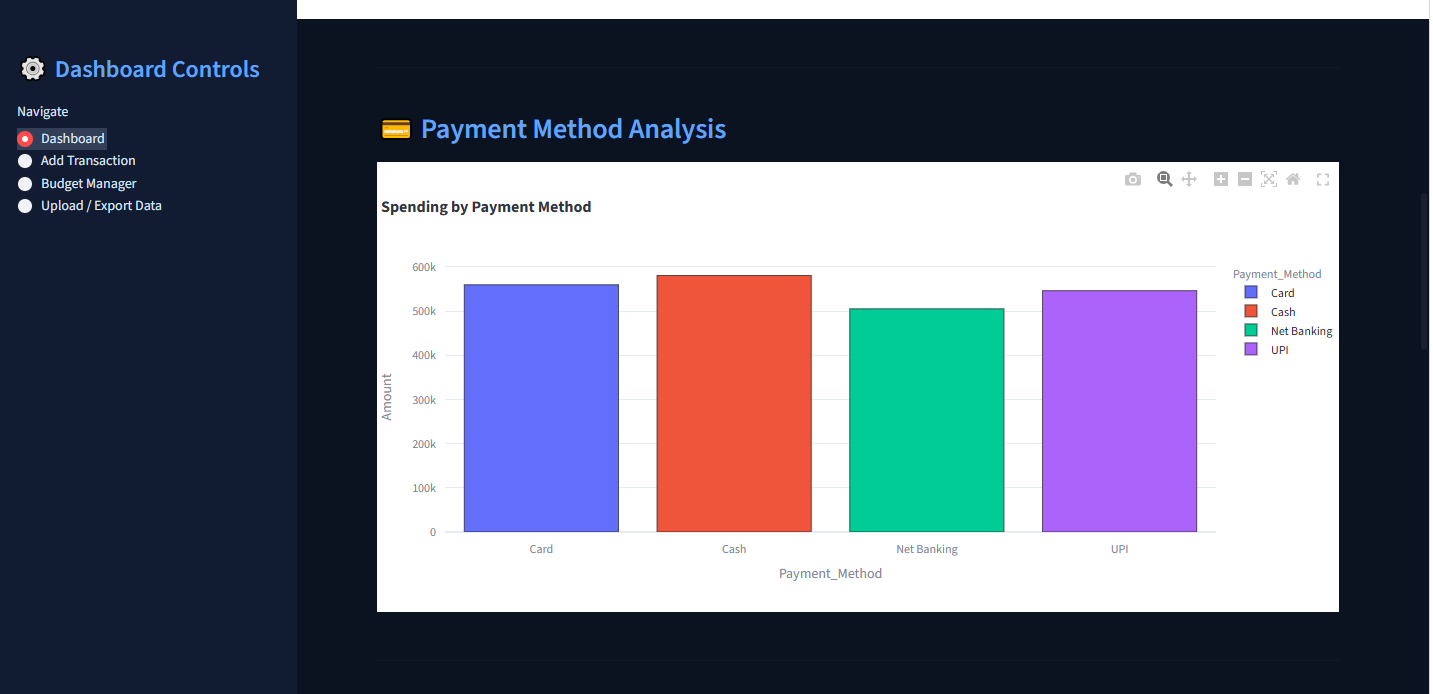 Dashboard Controls
Navigate
Dashboard
Add Transaction
Budget Manager
Upload / Export Data
Payment Method Analysis
Spending by Payment Method
600k
500k
400k
300k
200k
100k
0
Amount
Card
Cash
Net Banking
UPI
Payment_Method
Payment_Method
Card
Cash
Net Banking
UPI